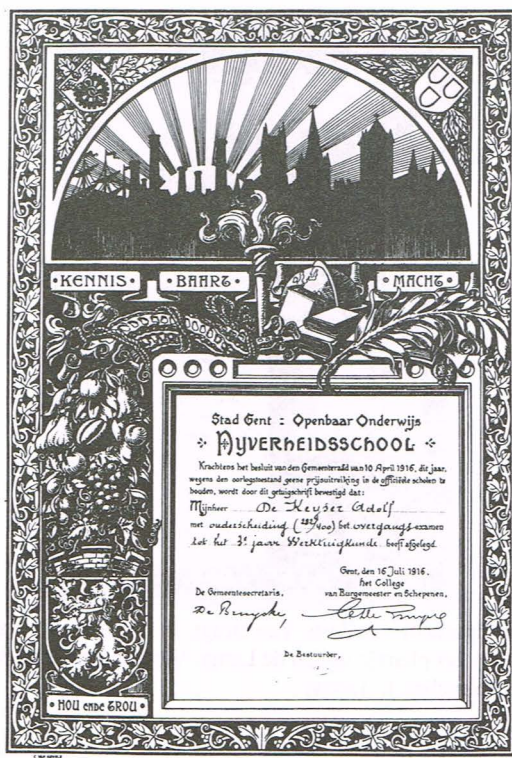 KENNIS
BAART
MACHT
Stad Gent : Openbaar Onderwijs
NYVERHEIDSSCHOOL
Krachtens het besluit van den Gemeenteraad van 10 April 1916, dit jaar,
wegens den oorlogstoestand geene prijsuitreiking in de officiëele scholen te
houden, wordt door dit getuigschrift bevestigd dat:
Mijnheer De Keyser Adolf
met onderscheiding (292/400) het overgangsexamen
tot het 3e jaar Werktuigkunde heeft afgelegd.
Gent, den 16 Juli 1916.
Het College
De Gemeentesecretaris,
van Burgemeester en Schepenen,
De Bestuurder,
HOU ende TROU